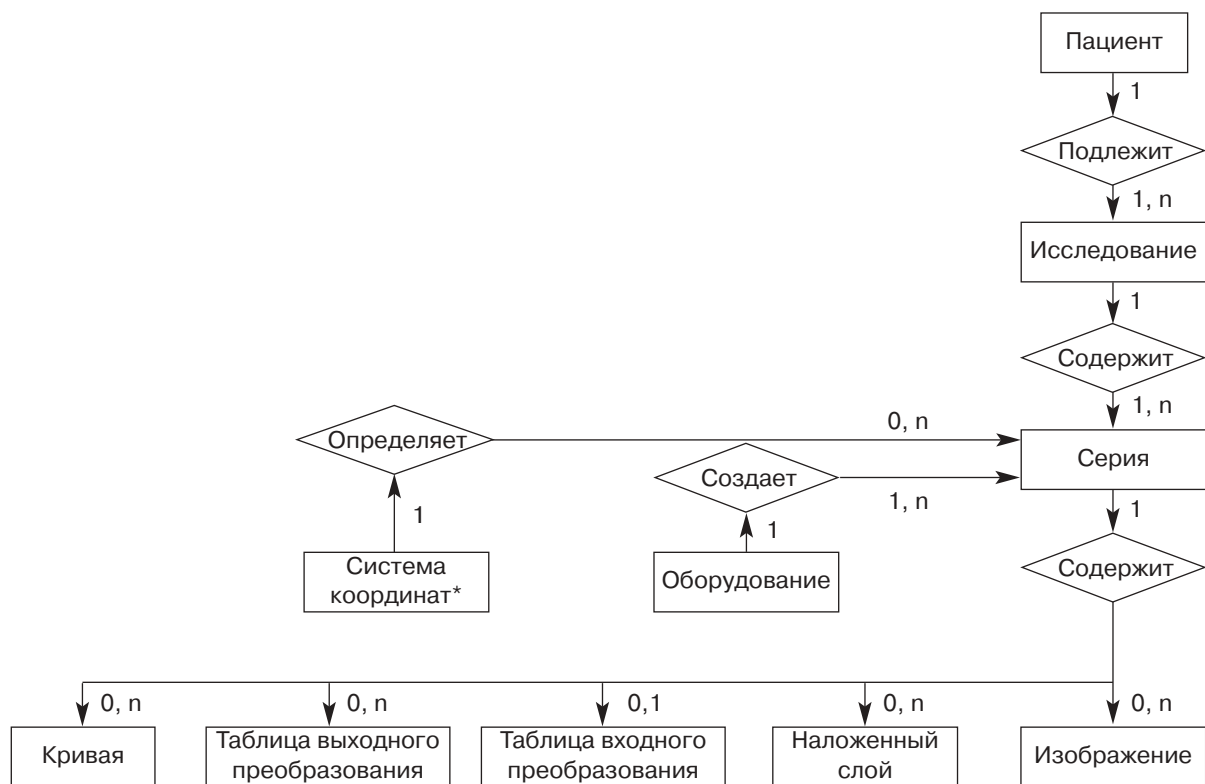 Пациент
1
Подлежит
1, n
Исследование
1
Содержит
1, n
Определяет
0, n
Создает
Серия
1
1, n
1
1
Система
координат*
Оборудование
Содержит
0, n
0, n
0,1
0, n
0, n
Кривая
Таблица выходного
преобразования
Таблица входного
преобразования
Наложенный
слой
Изображение